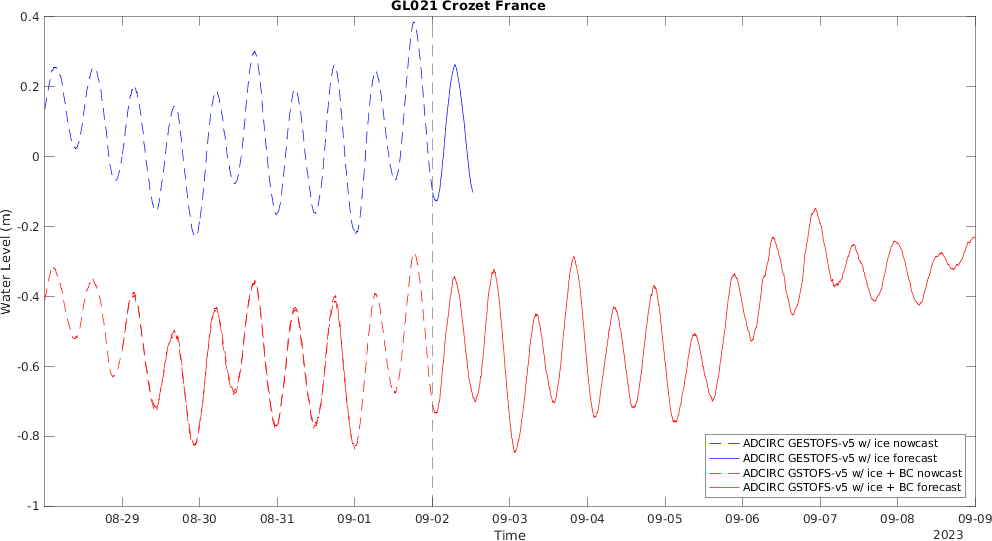 GL021 Crozet France
Water Level (m)
0.4
0.2
0
-0.2
-0.4
-0.6
-0.8
-1
08-29 08-30 08-31 09-01 09-02 09-03 09-04 09-05 09-06 09-07 09-08 09-09
Time
2023
ADCIRC GESTOFS-v5 w/ ice nowcast
ADCIRC GESTOFS-v5 w/ ice forecast
ADCIRC GSTOFS-v5 w/ ice + BC nowcast
ADCIRC GSTOFS-v5 w/ ice + BC forecast